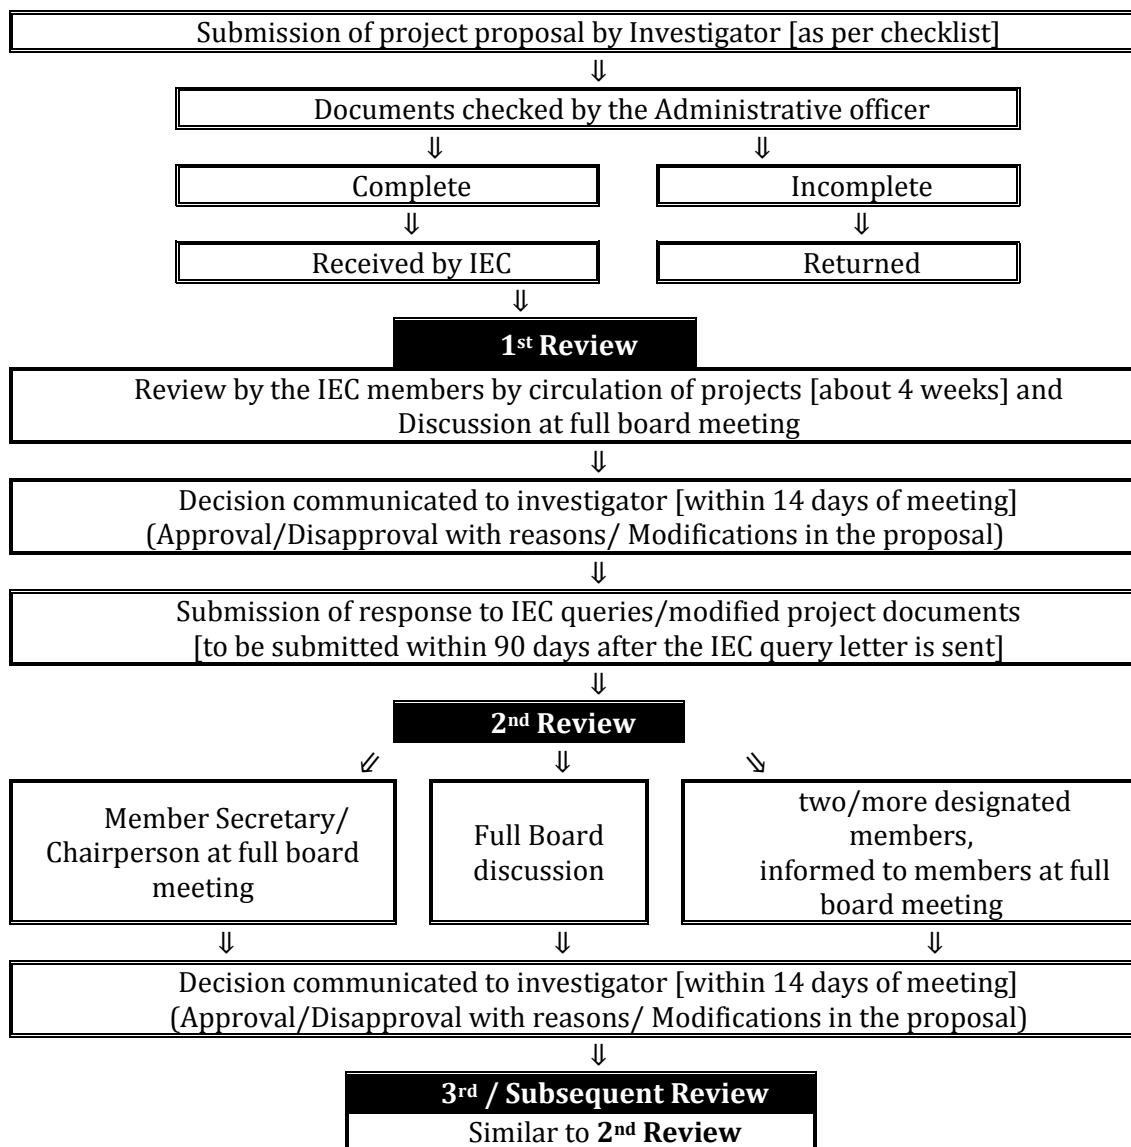 Submission of project proposal by Investigator [as per checklist]
⇓
Documents checked by the Administrative officer
⇓ ⇓
Complete Incomplete
⇓ ⇓
Received by IEC Returned
⇓
1st Review
Review by the IEC members by circulation of projects [about 4 weeks] and
Discussion at full board meeting
⇓
Decision communicated to investigator [within 14 days of meeting]
(Approval/Disapproval with reasons/ Modifications in the proposal)
⇓
Submission of response to IEC queries/modified project documents
[to be submitted within 90 days after the IEC query letter is sent]
⇓
2nd Review
⇙ ⇓ ⇘
Member Secretary/
Chairperson at full board
meeting
Full Board
discussion
two/more designated
members,
informed to members at full
board meeting
⇓ ⇓ ⇓
Decision communicated to investigator [within 14 days of meeting]
(Approval/Disapproval with reasons/ Modifications in the proposal)
⇓
3rd / Subsequent Review
Similar to 2nd Review